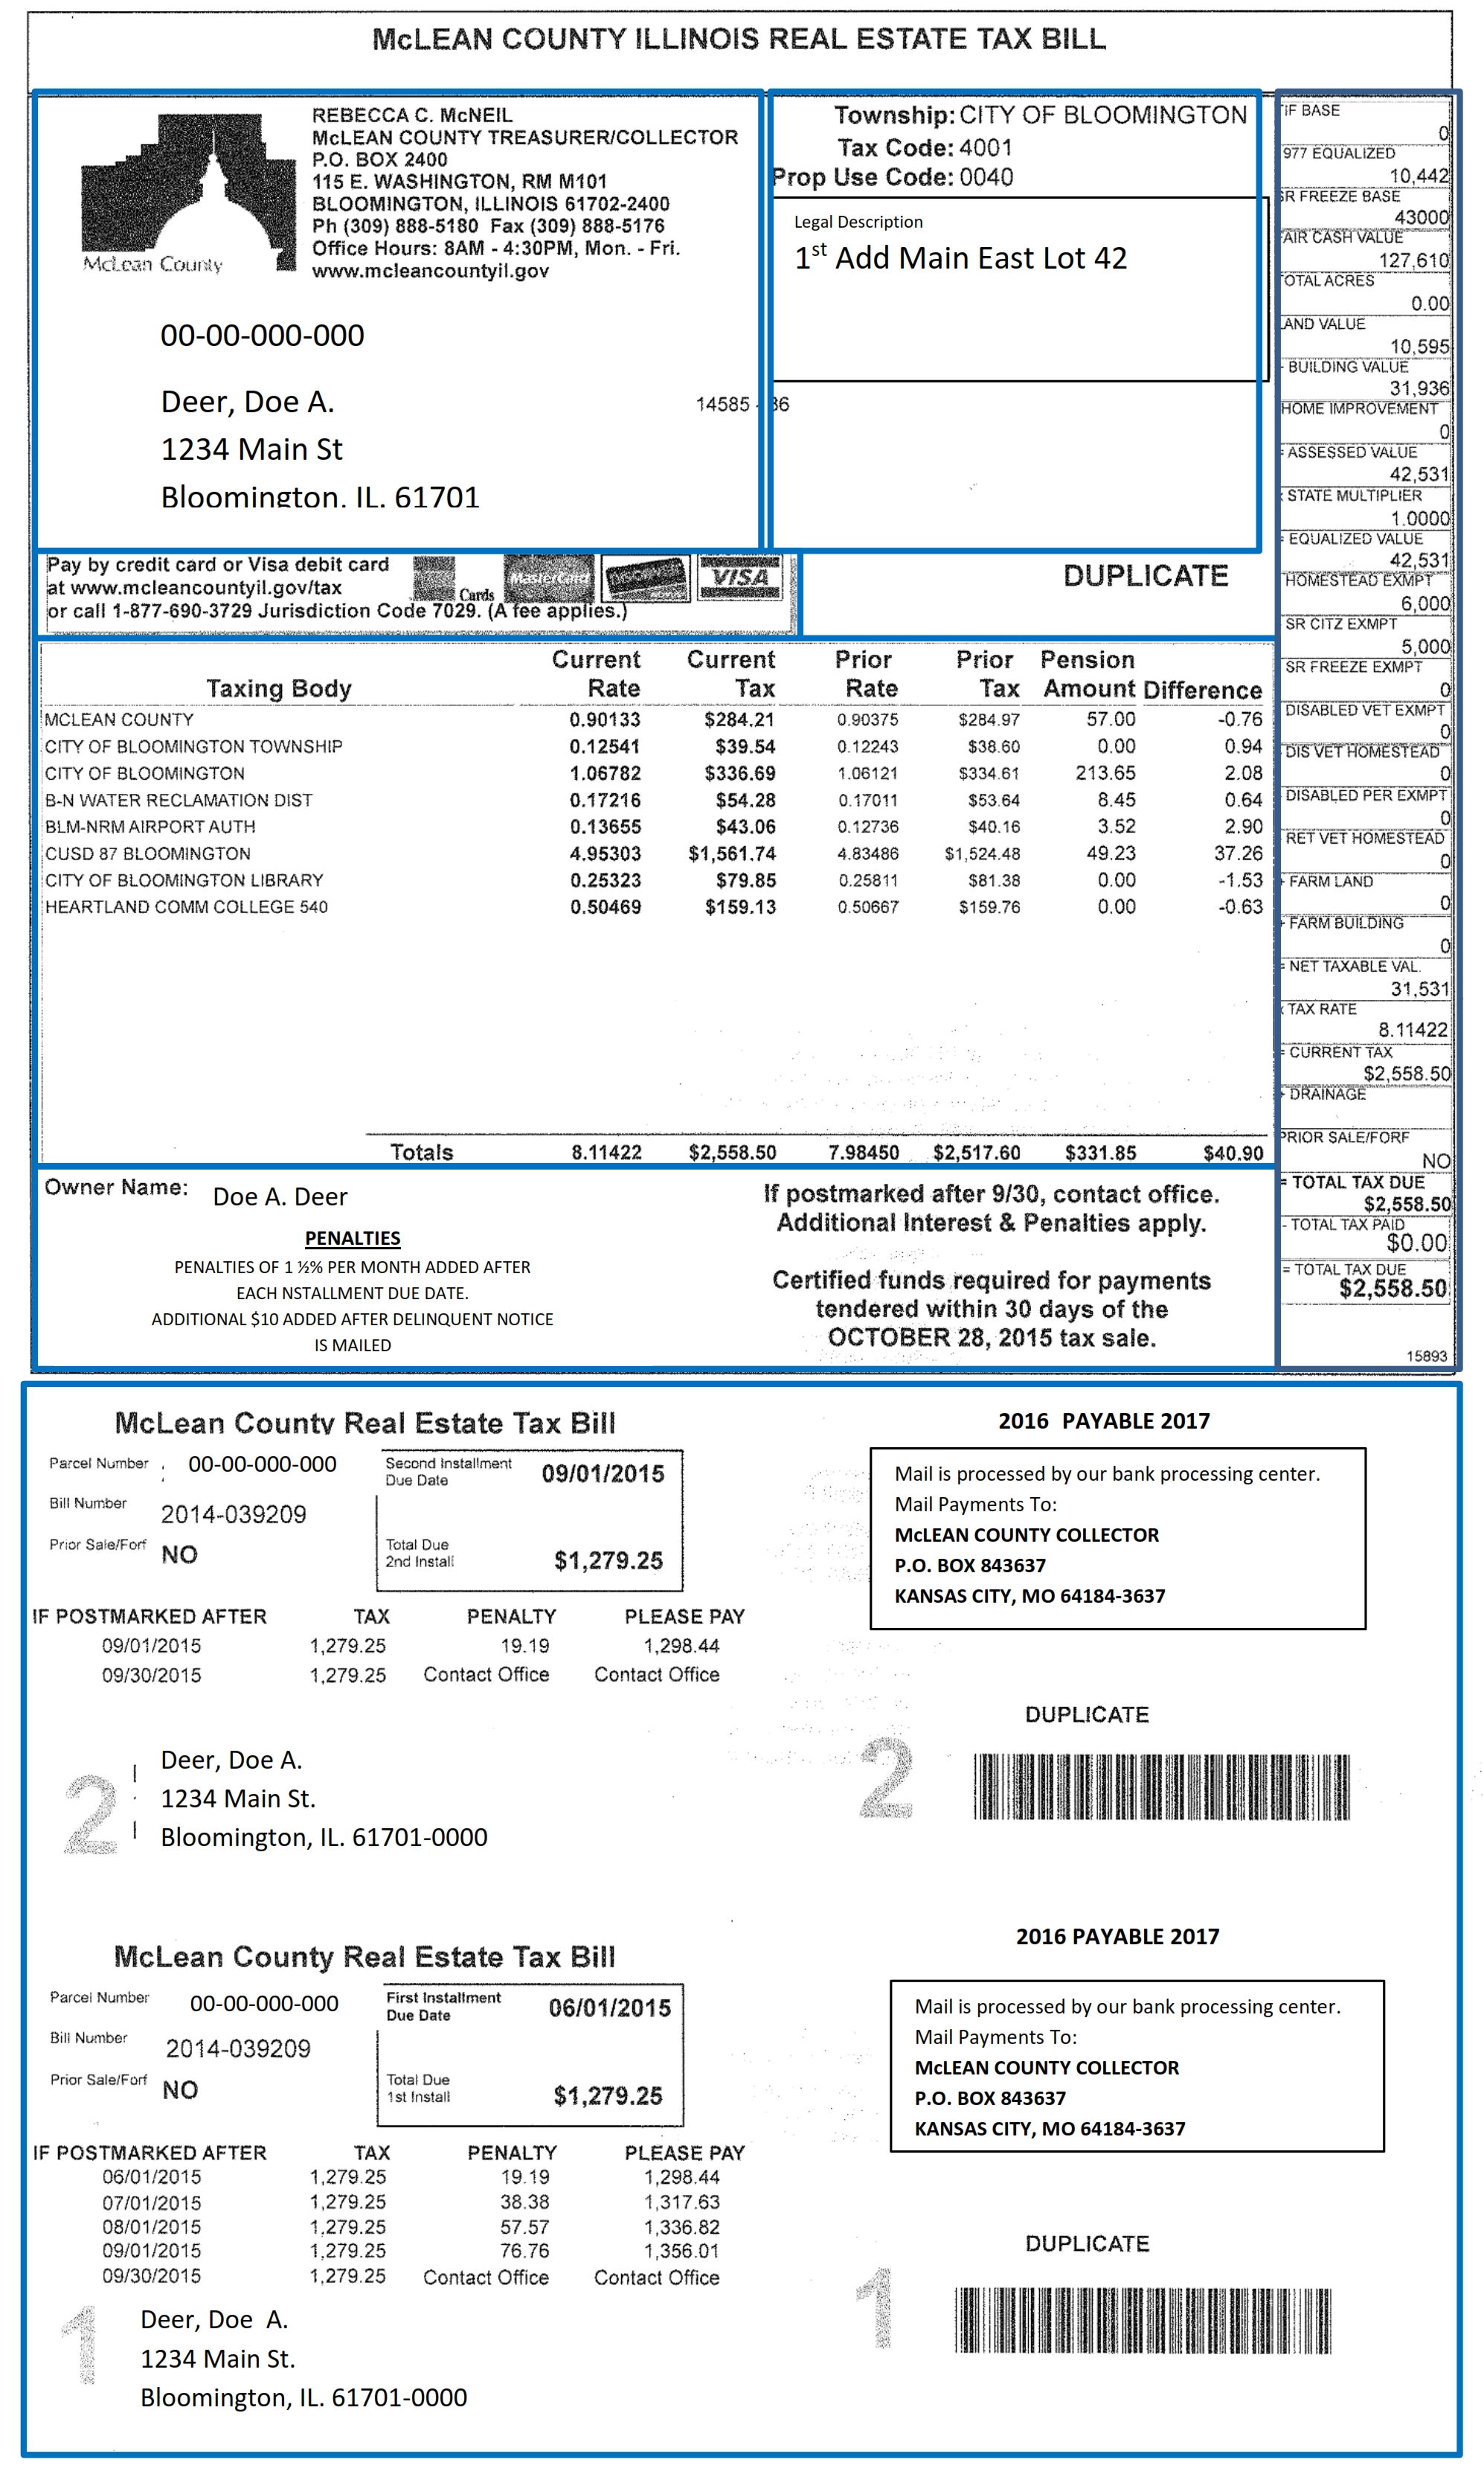 McLEAN COUNTY ILLINOIS REAL ESTATE TAX BILL
McLean County
REBECCA C. McNEIL
McLEAN COUNTY TREASURER/COLLECTOR
P.O. BOX 2400
115 E. WASHINGTON, RM M101
BLOOMINGTON, ILLINOIS 61702-2400
Ph (309) 888-5180 Fax (309) 888-5176
Office Hours: 8AM - 4:30PM, Mon. - Fri.
www.mcleancountyil.gov
00-00-000-000
Deer, Doe A.
1234 Main St
Bloomington. IL. 61701
14585 - 36
Township: CITY OF BLOOMINGTON
Tax Code: 4001
Prop Use Code: 0040
Legal Description
1st Add Main East Lot 42
Pay by credit card or Visa debit card
at www.mcleancountyil.gov/tax
or call 1-877-690-3729 Jurisdiction Code 7029. (A fee applies.)
Cards
MasterCard
DISCOVER
VISA
DUPLICATE
Taxing Body Current Rate Current Tax Prior Rate Prior Tax Pension Amount Difference
MCLEAN COUNTY 0.90133 $284.21 0.90375 $284.97 57.00 -0.76
CITY OF BLOOMINGTON TOWNSHIP 0.12541 $39.54 0.12243 $38.60 0.00 0.94
CITY OF BLOOMINGTON 1.06782 $336.69 1.06121 $334.61 213.65 2.08
B-N WATER RECLAMATION DIST 0.17216 $54.28 0.17011 $53.64 8.45 0.64
BLM-NRM AIRPORT AUTH 0.13655 $43.06 0.12736 $40.16 3.52 2.90
CUSD 87 BLOOMINGTON 4.95303 $1,561.74 4.83486 $1,524.48 49.23 37.26
CITY OF BLOOMINGTON LIBRARY 0.25323 $79.85 0.25811 $81.38 0.00 -1.53
HEARTLAND COMM COLLEGE 540 0.50469 $159.13 0.50667 $159.76 0.00 -0.63
Totals 8.11422 $2,558.50 7.98450 $2,517.60 $331.85 $40.90
Owner Name: Doe A. Deer
PENALTIES
PENALTIES OF 1 ½% PER MONTH ADDED AFTER
EACH NSTALLMENT DUE DATE.
ADDITIONAL $10 ADDED AFTER DELINQUENT NOTICE
IS MAILED
If postmarked after 9/30, contact office.
Additional Interest & Penalties apply.
Certified funds required for payments
tendered within 30 days of the
OCTOBER 28, 2015 tax sale.
TIF BASE
0
977 EQUALIZED
10,442
SR FREEZE BASE
43000
FAIR CASH VALUE
127,610
TOTAL ACRES
0.00
LAND VALUE
10,595
+ BUILDING VALUE
31,936
HOME IMPROVEMENT
0
= ASSESSED VALUE
42,531
x STATE MULTIPLIER
1.0000
= EQUALIZED VALUE
42,531
HOMESTEAD EXMPT
6,000
SR CITZ EXMPT
5,000
SR FREEZE EXMPT
0
DISABLED VET EXMPT
0
DIS VET HOMESTEAD
0
DISABLED PER EXMPT
0
RET VET HOMESTEAD
0
+ FARM LAND
0
+ FARM BUILDING
0
= NET TAXABLE VAL.
31,531
x TAX RATE
8.11422
= CURRENT TAX
$2,558.50
+ DRAINAGE
PRIOR SALE/FORF
NO
= TOTAL TAX DUE
$2,558.50
- TOTAL TAX PAID
$0.00
= TOTAL TAX DUE
$2,558.50
15893
McLean County Real Estate Tax Bill
Parcel Number 00-00-000-000
Bill Number 2014-039209
Prior Sale/Forf NO
Second Installment Due Date 09/01/2015
Total Due 2nd Install $1,279.25
2016 PAYABLE 2017
Mail is processed by our bank processing center.
Mail Payments To:
McLEAN COUNTY COLLECTOR
P.O. BOX 843637
KANSAS CITY, MO 64184-3637
IF POSTMARKED AFTER TAX PENALTY PLEASE PAY
09/01/2015 1,279.25 19.19 1,298.44
09/30/2015 1,279.25 Contact Office Contact Office
DUPLICATE
2
Deer, Doe A.
1234 Main St.
Bloomington, IL. 61701-0000
2
McLean County Real Estate Tax Bill
Parcel Number 00-00-000-000
Bill Number 2014-039209
Prior Sale/Forf NO
First Installment Due Date 06/01/2015
Total Due 1st Install $1,279.25
2016 PAYABLE 2017
Mail is processed by our bank processing center.
Mail Payments To:
McLEAN COUNTY COLLECTOR
P.O. BOX 843637
KANSAS CITY, MO 64184-3637
IF POSTMARKED AFTER TAX PENALTY PLEASE PAY
06/01/2015 1,279.25 19.19 1,298.44
07/01/2015 1,279.25 38.38 1,317.63
08/01/2015 1,279.25 57.57 1,336.82
09/01/2015 1,279.25 76.76 1,356.01
09/30/2015 1,279.25 Contact Office Contact Office
DUPLICATE
1
Deer, Doe A.
1234 Main St.
Bloomington, IL. 61701-0000
1